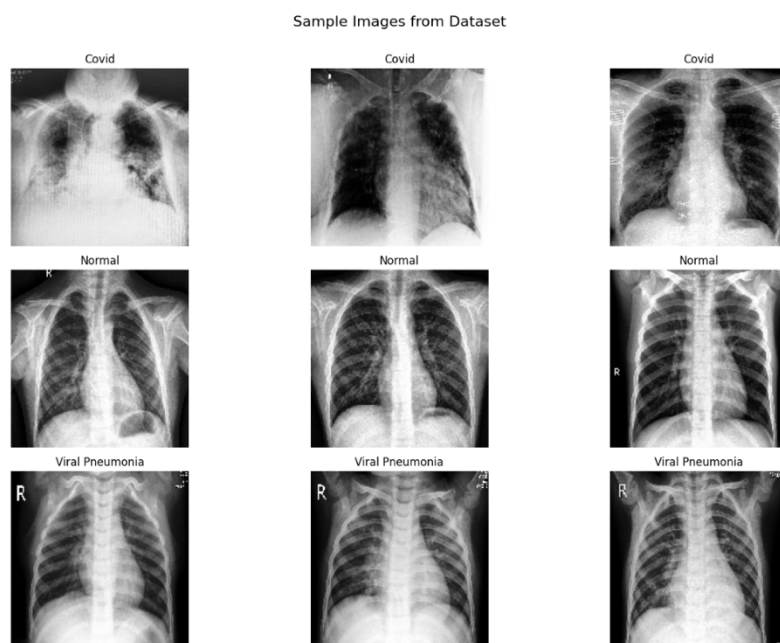 Sample Images from Dataset
Covid
Covid
Covid
Normal
Normal
Normal
R
R
Viral Pneumonia
Viral Pneumonia
Viral Pneumonia
R
R
R